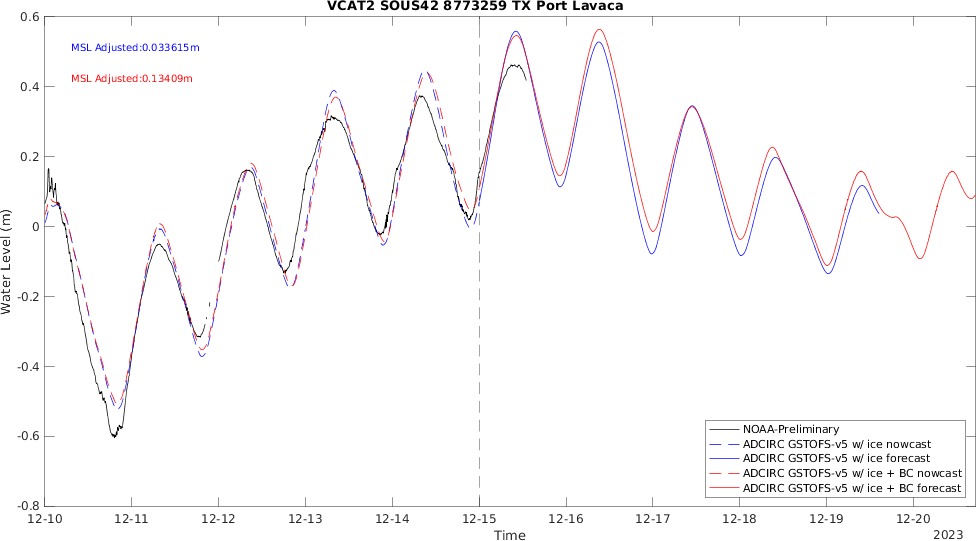 VCAT2 SOUS42 8773259 TX Port Lavaca
MSL Adjusted:0.033615m
MSL Adjusted:0.13409m
Water Level (m)
0.6
0.4
0.2
0
-0.2
-0.4
-0.6
-0.8
NOAA-Preliminary
ADCIRC GSTOFS-v5 w/ ice nowcast
ADCIRC GSTOFS-v5 w/ ice forecast
ADCIRC GSTOFS-v5 w/ ice + BC nowcast
ADCIRC GSTOFS-v5 w/ ice + BC forecast
12-10 12-11 12-12 12-13 12-14 12-15 12-16 12-17 12-18 12-19 12-20
Time
2023